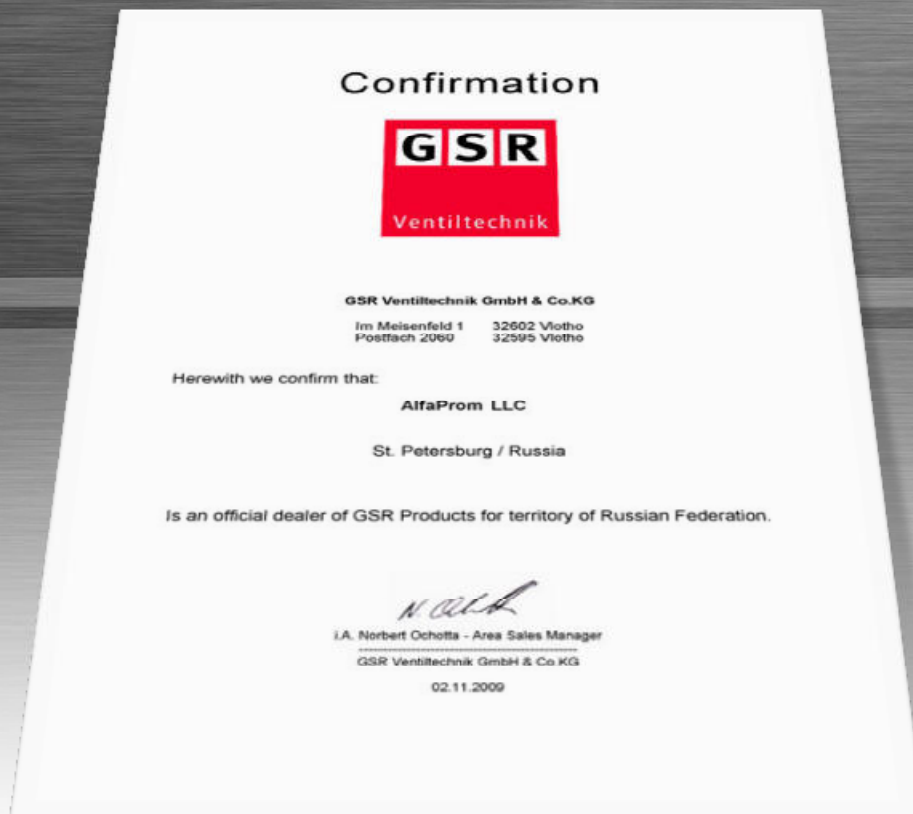 Confirmation
GSR
Ventiltechnik
GSR Ventiltechnik GmbH & Co.KG
Im Meisenfeld 1 32602 Vlotho
Postfach 2060 32595 Vlotho
Herewith we confirm that:
AlfaProm LLC
St. Petersburg / Russia
Is an official dealer of GSR Products for territory of Russian Federation.
i.A. Norbert Ochotta - Area Sales Manager
GSR Ventiltechnik GmbH & Co.KG
02.11.2009